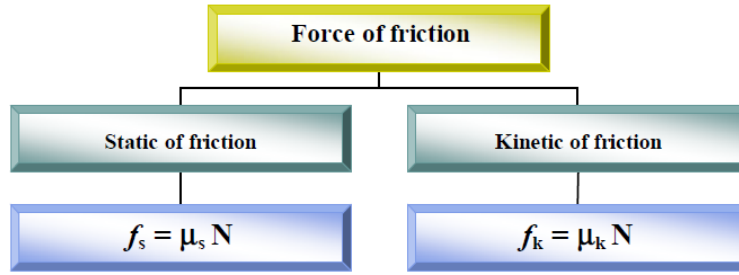 Force of friction
Static of friction
Kinetic of friction
fs = μs N
fk = μk N